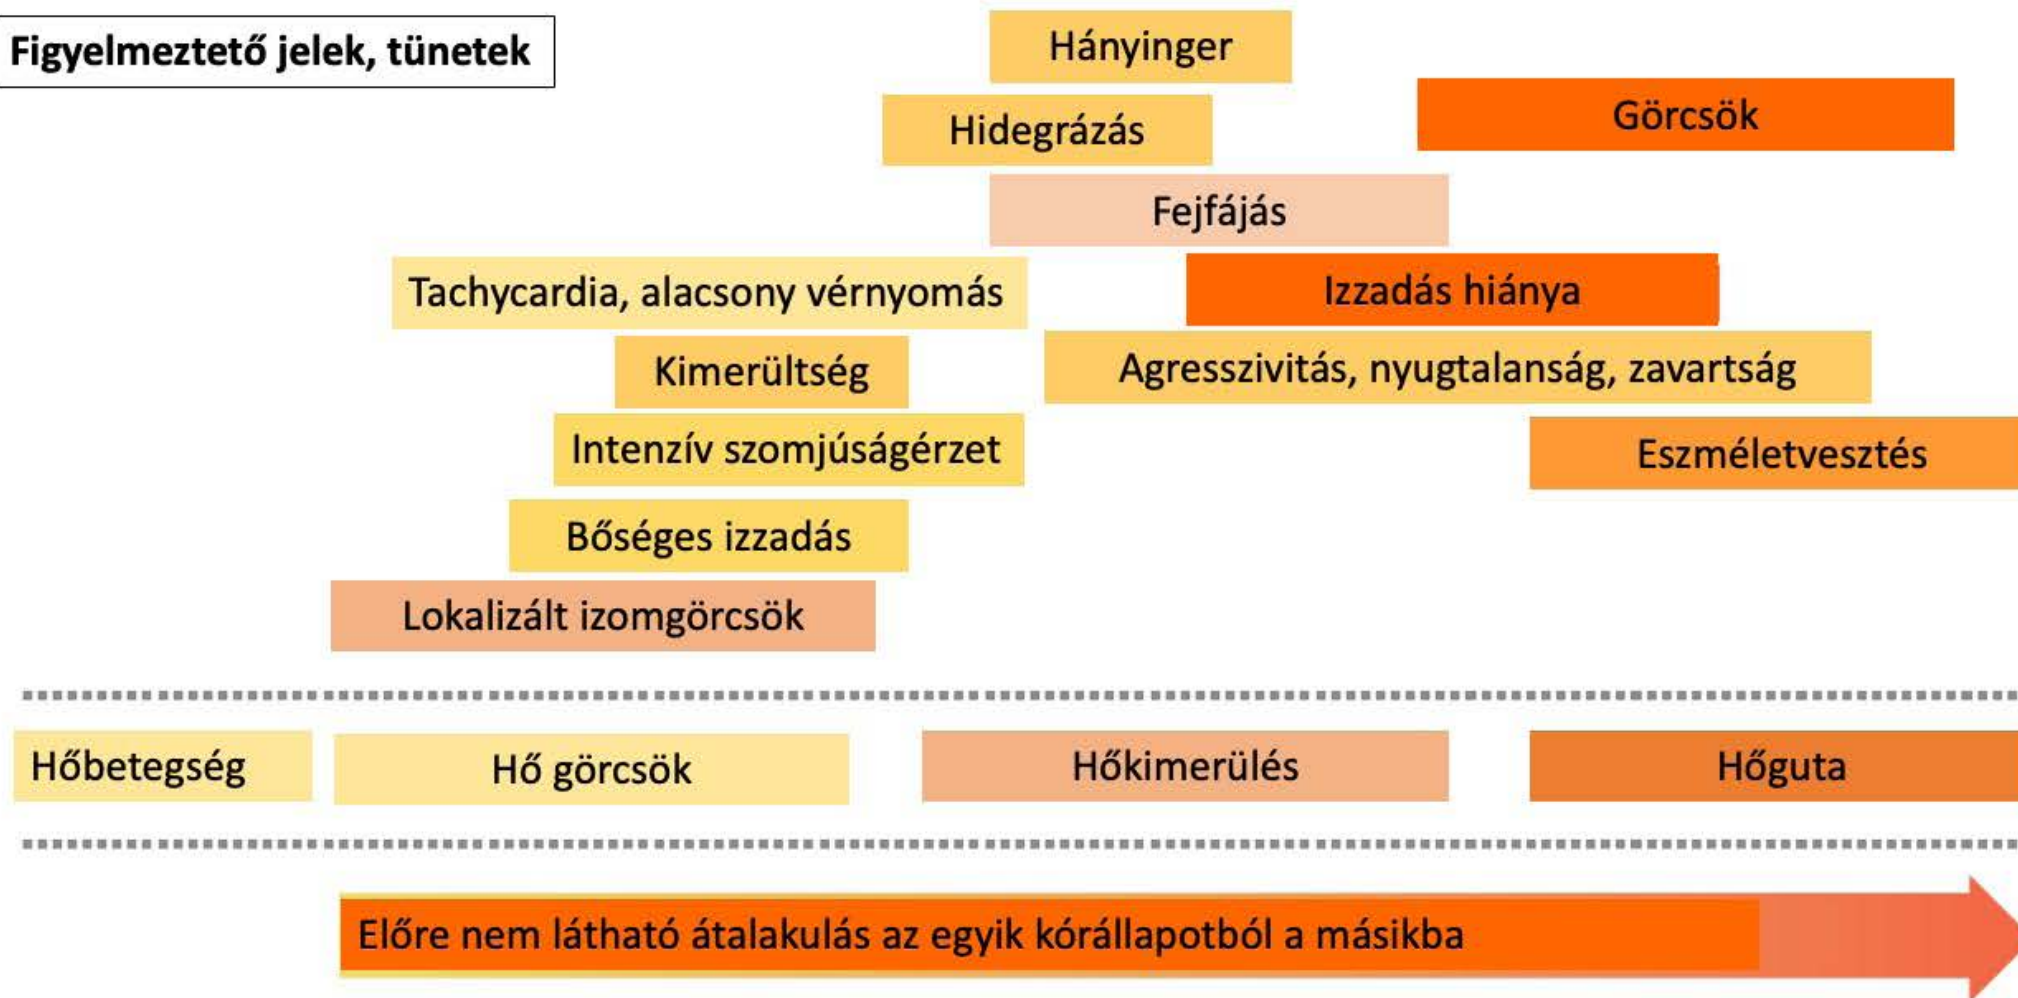 Figyelmeztető jelek, tünetek
Hányinger
Görcsök
Hidegrázás
Fejfájás
Tachycardia, alacsony vérnyomás
Izzadás hiánya
Kimerültség
Agresszivitás, nyugtalanság, zavartság
Intenzív szomjúságérzet
Eszméletvesztés
Bőséges izzadás
Lokalizált izomgörcsök
Hőbetegség
Hő görcsök
Hőkimerülés
Hőguta
Előre nem látható átalakulás az egyik kórállapotból a másikba